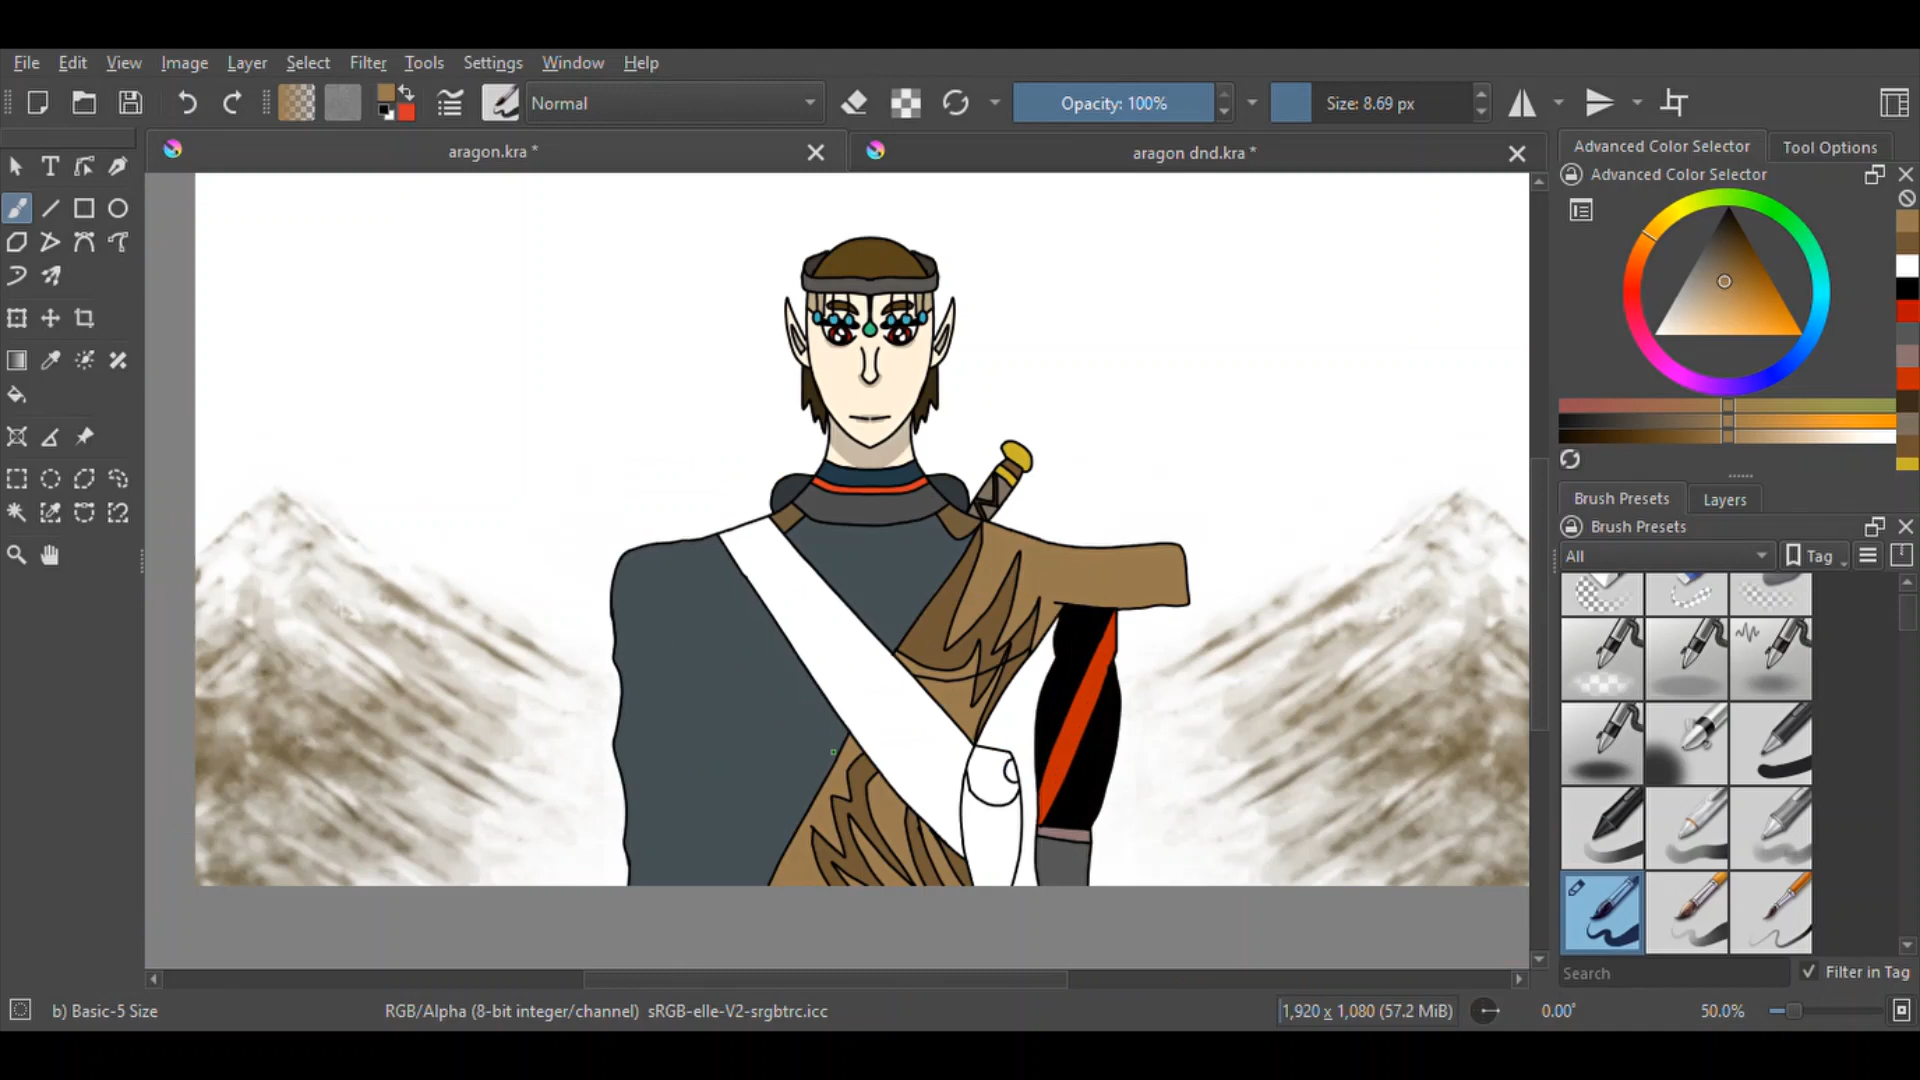 File Edit View Image Layer Select Filter Tools Settings Window Help
Normal Opacity: 100% Size: 8.69 px
aragon.kra * aragon dnd.kra *
Advanced Color Selector Tool Options
Advanced Color Selector
Brush Presets Layers
Brush Presets
All Tag
Search Filter in Tag
b) Basic-5 Size RGB/Alpha (8-bit integer/channel) sRGB-elle-V2-srgbtrc.icc 1,920 x 1,080 (57.2 MiB) 0.00° 50.0%